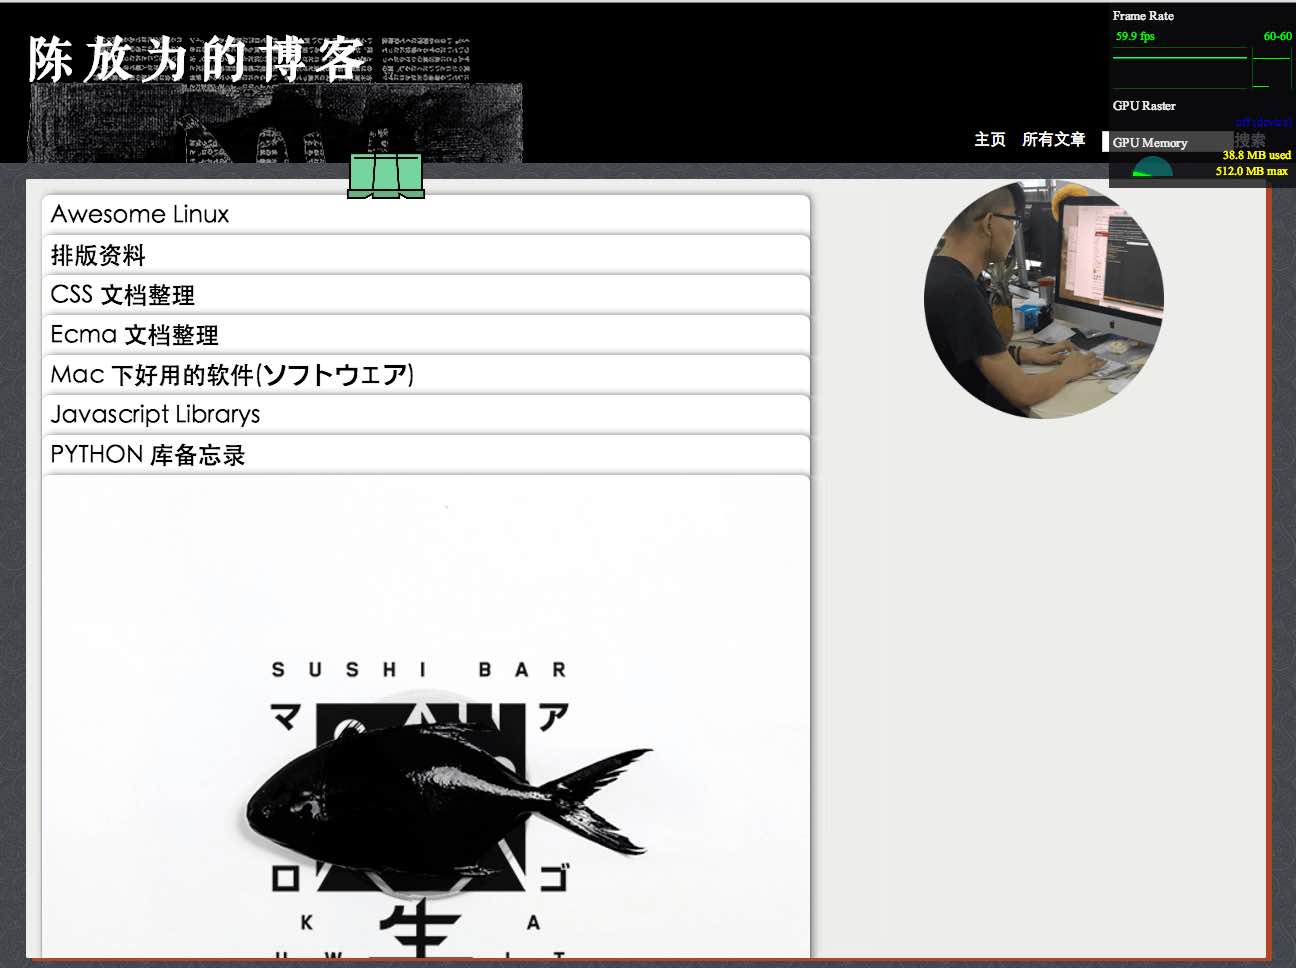 陈放为的博客
Frame Rate
59.9 fps 60-60
GPU Raster
off (device)
主页 所有文章 GPU Memory 搜索
38.8 MB used
512.0 MB max
Awesome Linux
排版资料
CSS 文档整理
Ecma 文档整理
Mac 下好用的软件(ソフトウエア)
Javascript Librarys
PYTHON 库备忘录
SUSHI BAR
マ ア
ロ ゴ
K 生 A